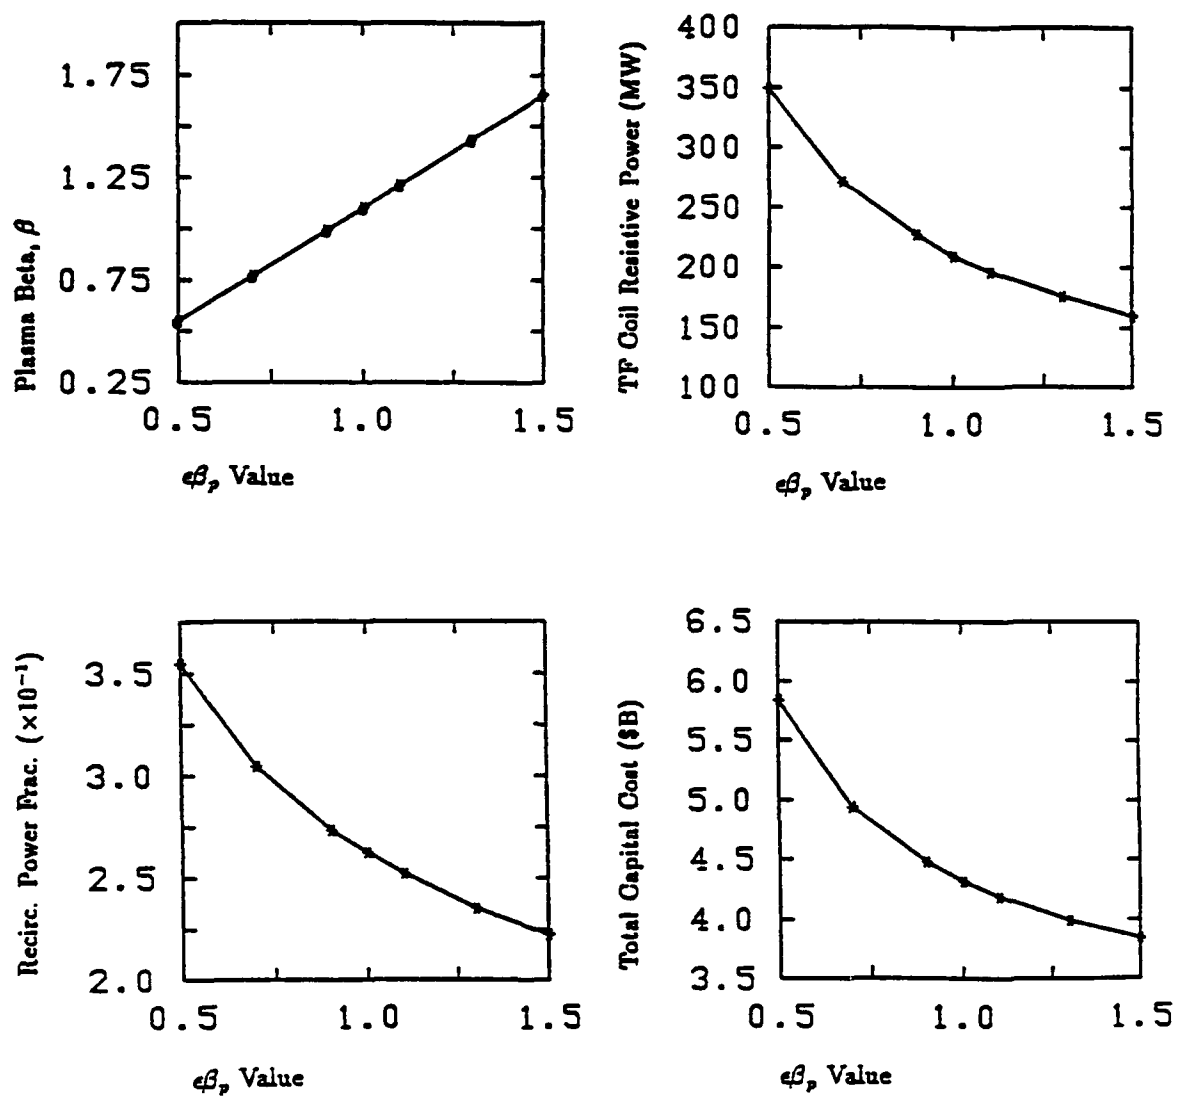 1.75
1.25
0.75
0.25
Plasma Beta, β
0.5 1.0 1.5
εβp Value
400
350
300
250
200
150
100
TF Coil Resistive Power (MW)
0.5 1.0 1.5
εβp Value
3.5
3.0
2.5
2.0
Recirc. Power Frac. (×10⁻¹)
0.5 1.0 1.5
εβp Value
6.5
6.0
5.5
5.0
4.5
4.0
3.5
Total Capital Cost ($B)
0.5 1.0 1.5
εβp Value